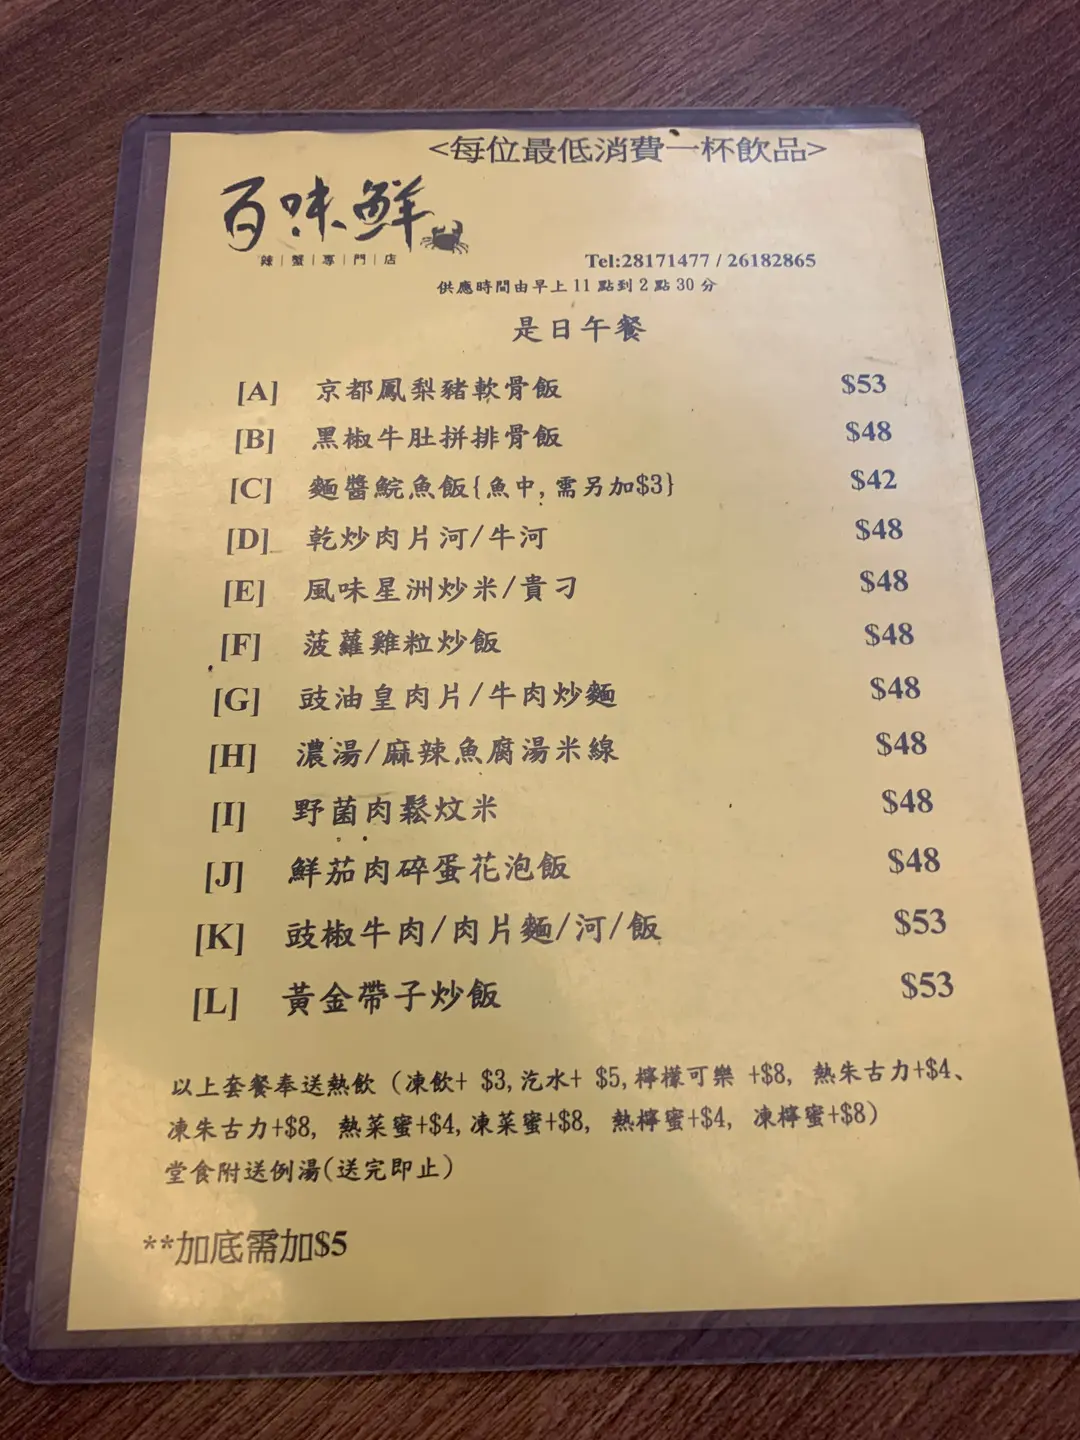 <每位最低消費一杯飲品>
百味鮮
辣|蟹|專|門|店
Tel:28171477 / 26182865
供應時間由早上11點到2點30分
是日午餐
[A] 京都鳳梨豬軟骨飯 $53
[B] 黑椒牛肚拼排骨飯 $48
[C] 麵醬鯇魚飯{魚中,需另加$3} $42
[D] 乾炒肉片河/牛河 $48
[E] 風味星洲炒米/貴刁 $48
[F] 菠蘿雞粒炒飯 $48
[G] 豉油皇肉片/牛肉炒麵 $48
[H] 濃湯/麻辣魚腐湯米線 $48
[I] 野菌肉鬆炆米 $48
[J] 鮮茄肉碎蛋花泡飯 $48
[K] 豉椒牛肉/肉片麵/河/飯 $53
[L] 黃金帶子炒飯 $53
以上套餐奉送熱飲 (凍飲+ $3,汽水+ $5,檸檬可樂 +$8, 熱朱古力+$4、
凍朱古力+$8, 熱菜蜜+$4,凍菜蜜+$8, 熱檸蜜+$4, 凍檸蜜+$8)
堂食附送例湯(送完即止)
**加底需加$5